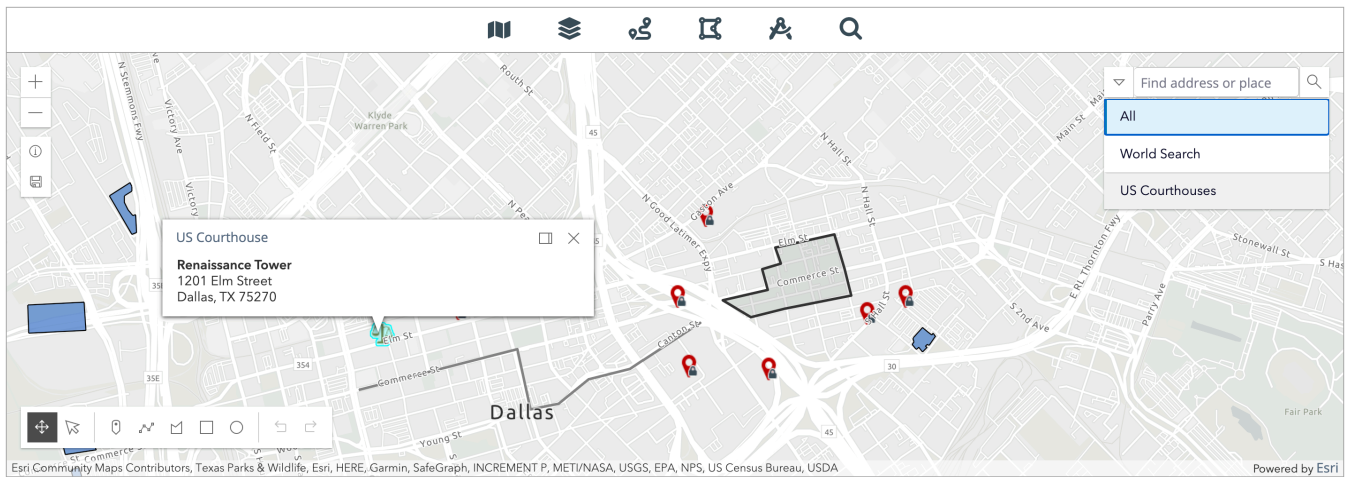 Find address or place
All
World Search
US Courthouses
South St
Main St
N Stemmons Fwy
Victory Ave
Victory
N Field St
Klyde
Warren Park
45
N Hall St
N Hall St
Gaston Ave
N Good Latimer Expy
Elm St
Commerce St
S Hall St
Stonewall St
E RL Thornton Fwy
Parry Ave
S 2nd Ave
US Courthouse
Renaissance Tower
1201 Elm Street
Dallas, TX 75270
Elm St
Canton St
354
35E
Commerce St
30
Dallas
Fair Park
Young St
45
Esri Community Maps Contributors, Texas Parks & Wildlife, Esri, HERE, Garmin, SafeGraph, INCREMENT P, METI/NASA, USGS, EPA, NPS, US Census Bureau, USDA
Powered by Esri